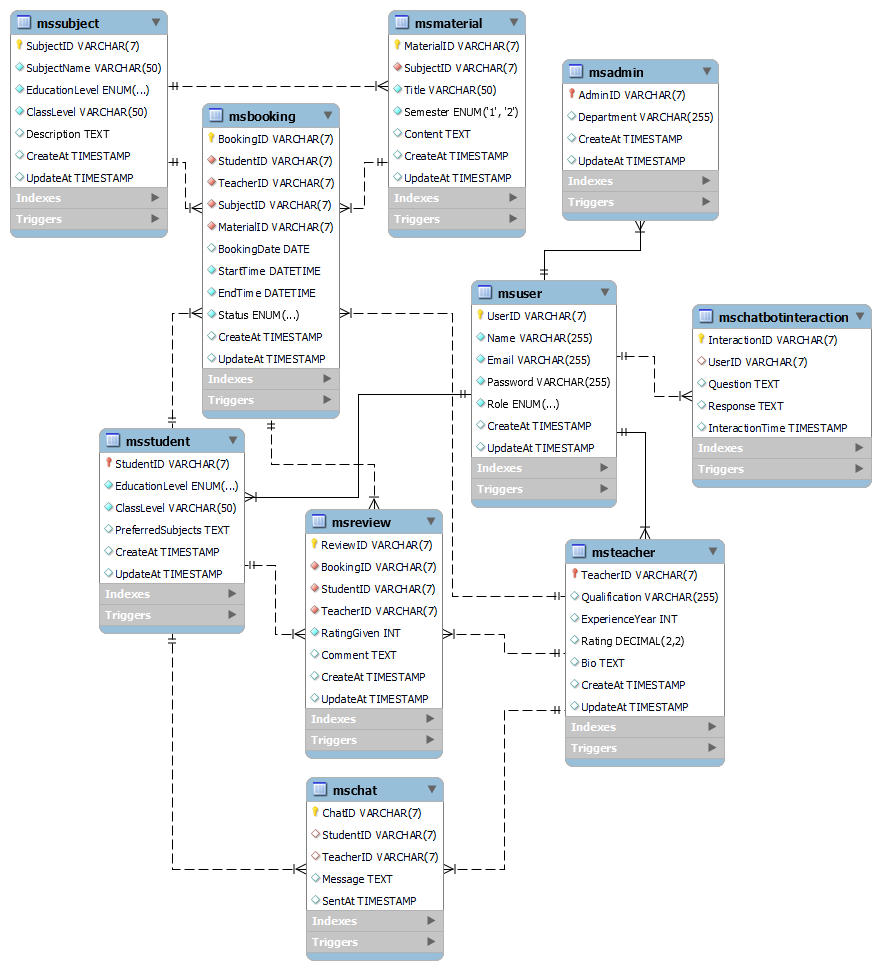 mssubject
SubjectID VARCHAR(7)
SubjectName VARCHAR(50)
EducationLevel ENUM(...)
ClassLevel VARCHAR(50)
Description TEXT
CreateAt TIMESTAMP
UpdateAt TIMESTAMP
Indexes
Triggers
msmaterial
MaterialID VARCHAR(7)
SubjectID VARCHAR(7)
Title VARCHAR(50)
Semester ENUM('1', '2')
Content TEXT
CreateAt TIMESTAMP
UpdateAt TIMESTAMP
Indexes
Triggers
msadmin
AdminID VARCHAR(7)
Department VARCHAR(255)
CreateAt TIMESTAMP
UpdateAt TIMESTAMP
Indexes
Triggers
msbooking
BookingID VARCHAR(7)
StudentID VARCHAR(7)
TeacherID VARCHAR(7)
SubjectID VARCHAR(7)
MaterialID VARCHAR(7)
BookingDate DATE
StartTime DATETIME
EndTime DATETIME
Status ENUM(...)
CreateAt TIMESTAMP
UpdateAt TIMESTAMP
Indexes
Triggers
msuser
UserID VARCHAR(7)
Name VARCHAR(255)
Email VARCHAR(255)
Password VARCHAR(255)
Role ENUM(...)
CreateAt TIMESTAMP
UpdateAt TIMESTAMP
Indexes
Triggers
mschatbotinteraction
InteractionID VARCHAR(7)
UserID VARCHAR(7)
Question TEXT
Response TEXT
InteractionTime TIMESTAMP
Indexes
Triggers
msstudent
StudentID VARCHAR(7)
EducationLevel ENUM(...)
ClassLevel VARCHAR(50)
PreferredSubjects TEXT
CreateAt TIMESTAMP
UpdateAt TIMESTAMP
Indexes
Triggers
msreview
ReviewID VARCHAR(7)
BookingID VARCHAR(7)
StudentID VARCHAR(7)
TeacherID VARCHAR(7)
RatingGiven INT
Comment TEXT
CreateAt TIMESTAMP
UpdateAt TIMESTAMP
Indexes
Triggers
msteacher
TeacherID VARCHAR(7)
Qualification VARCHAR(255)
ExperienceYear INT
Rating DECIMAL(2,2)
Bio TEXT
CreateAt TIMESTAMP
UpdateAt TIMESTAMP
Indexes
Triggers
mschat
ChatID VARCHAR(7)
StudentID VARCHAR(7)
TeacherID VARCHAR(7)
Message TEXT
SentAt TIMESTAMP
Indexes
Triggers